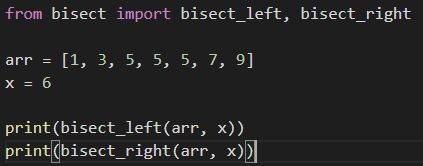 from bisect import bisect_left, bisect_right
arr = [1, 3, 5, 5, 5, 7, 9]
x = 6
print(bisect_left(arr, x))
print(bisect_right(arr, x))